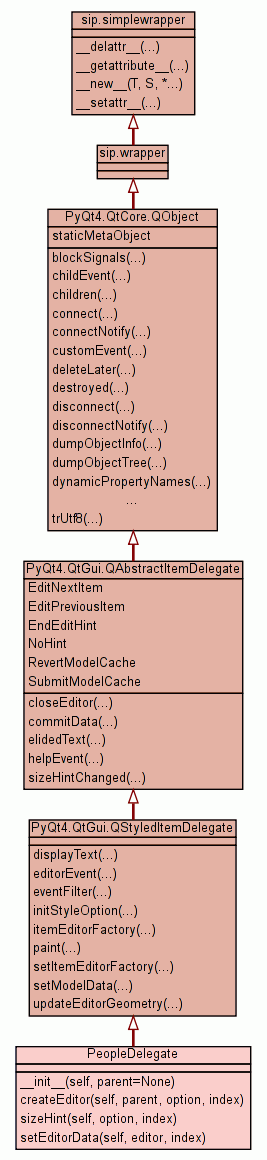 sip.simplewrapper
__delattr__(...)
__getattribute__(...)
__new__(T, S, *...)
__setattr__(...)
sip.wrapper
PyQt4.QtCore.QObject
staticMetaObject
blockSignals(...)
childEvent(...)
children(...)
connect(...)
connectNotify(...)
customEvent(...)
deleteLater(...)
destroyed(...)
disconnect(...)
disconnectNotify(...)
dumpObjectInfo(...)
dumpObjectTree(...)
dynamicPropertyNames(...)
...
trUtf8(...)
PyQt4.QtGui.QAbstractItemDelegate
EditNextItem
EditPreviousItem
EndEditHint
NoHint
RevertModelCache
SubmitModelCache
closeEditor(...)
commitData(...)
elidedText(...)
helpEvent(...)
sizeHintChanged(...)
PyQt4.QtGui.QStyledItemDelegate
displayText(...)
editorEvent(...)
eventFilter(...)
initStyleOption(...)
itemEditorFactory(...)
paint(...)
setItemEditorFactory(...)
setModelData(...)
updateEditorGeometry(...)
PeopleDelegate
__init__(self, parent=None)
createEditor(self, parent, option, index)
sizeHint(self, option, index)
setEditorData(self, editor, index)